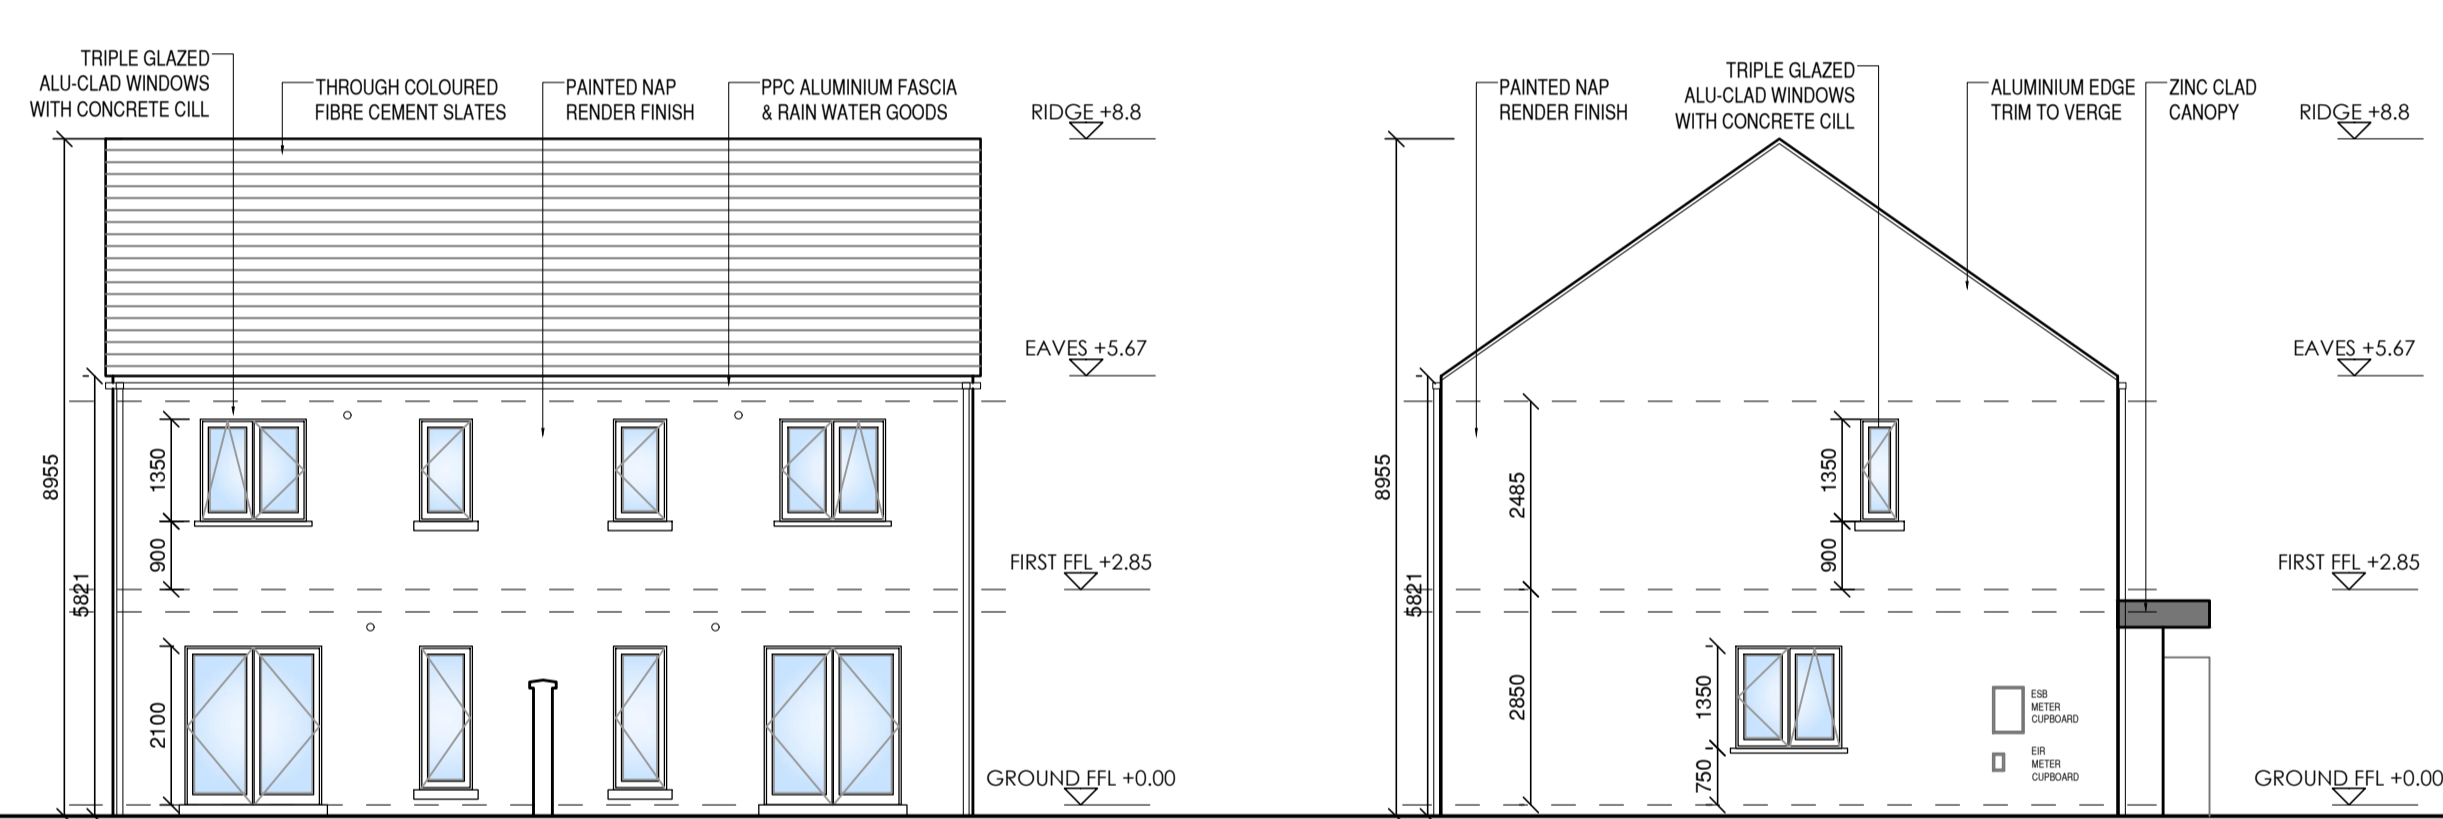 TRIPLE GLAZED
ALU-CLAD WINDOWS
WITH CONCRETE CILL
THROUGH COLOURED
FIBRE CEMENT SLATES
PAINTED NAP
RENDER FINISH
PPC ALUMINIUM FASCIA
& RAIN WATER GOODS
RIDGE +8.8
EAVES +5.67
FIRST FFL +2.85
GROUND FFL +0.00
8955
5821
1350
900
2100
PAINTED NAP
RENDER FINISH
TRIPLE GLAZED
ALU-CLAD WINDOWS
WITH CONCRETE CILL
ALUMINIUM EDGE
TRIM TO VERGE
ZINC CLAD
CANOPY
RIDGE +8.8
EAVES +5.67
FIRST FFL +2.85
GROUND FFL +0.00
8955
5821
2485
2850
1350
900
1350
750
ESB
METER
CUPBOARD
EIR
METER
CUPBOARD